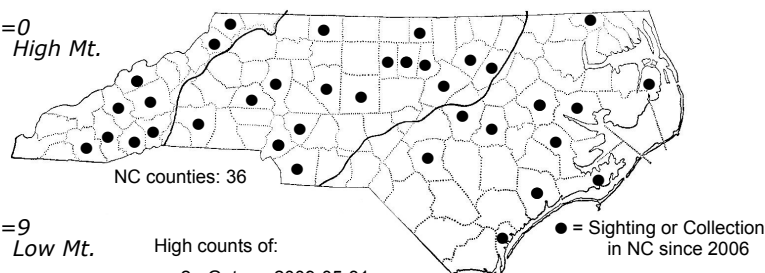 =0
High Mt.
NC counties: 36
=9
Low Mt.
High counts of:
● = Sighting or Collection
in NC since 2006